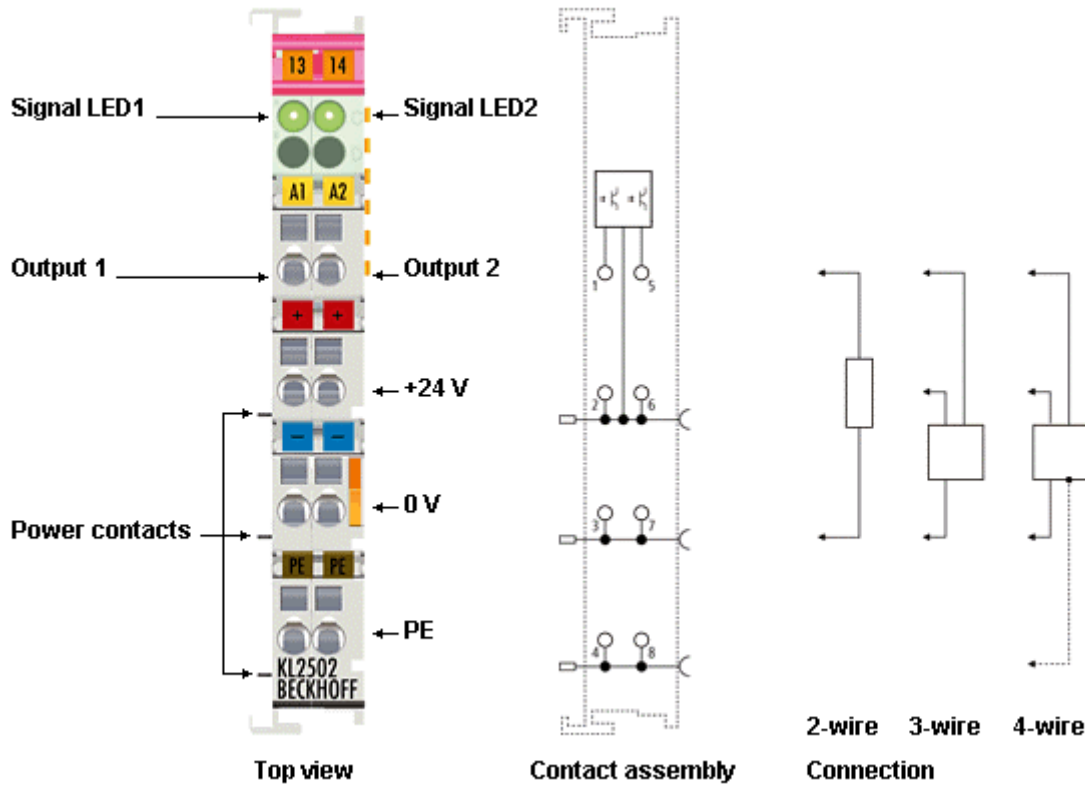 13 14
Signal LED1
Signal LED2
A1 A2
Output 1
Output 2
+ +
+24 V
− −
0 V
Power contacts
PE PE
PE
KL2502
BECKHOFF
Top view
1 5
2 6
3 7
4 8
Contact assembly
2-wire 3-wire 4-wire
Connection